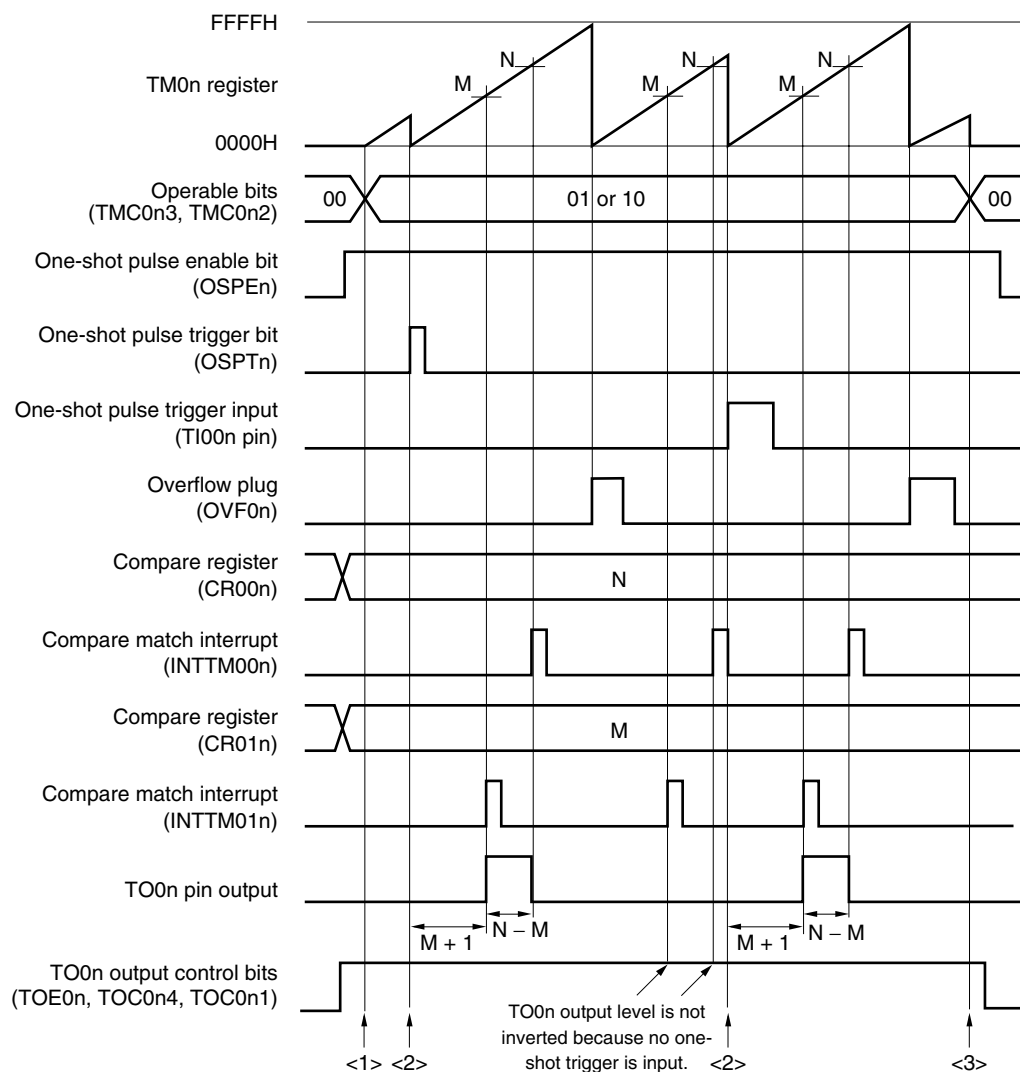 FFFFH
TM0n register
0000H
N
M
N
M
N
M
Operable bits
(TMC0n3, TMC0n2)
00
01 or 10
00
One-shot pulse enable bit
(OSPEn)
One-shot pulse trigger bit
(OSPTn)
One-shot pulse trigger input
(TI00n pin)
Overflow plug
(OVF0n)
Compare register
(CR00n)
N
Compare match interrupt
(INTTM00n)
Compare register
(CR01n)
M
Compare match interrupt
(INTTM01n)
TO0n pin output
M + 1
N − M
M + 1
N − M
TO0n output control bits
(TOE0n, TOC0n4, TOC0n1)
TO0n output level is not
inverted because no one-
shot trigger is input.
<1>
<2>
<2>
<3>